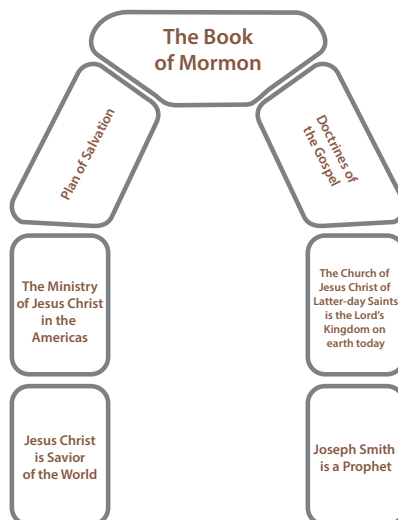 The Book
of Mormon
Plan of Salvation
Doctrines of
the Gospel
The Ministry
of Jesus Christ
in the
Americas
The Church of
Jesus Christ of
Latter-day Saints
is the Lord’s
Kingdom on
earth today
Jesus Christ
is Savior
of the World
Joseph Smith
is a Prophet